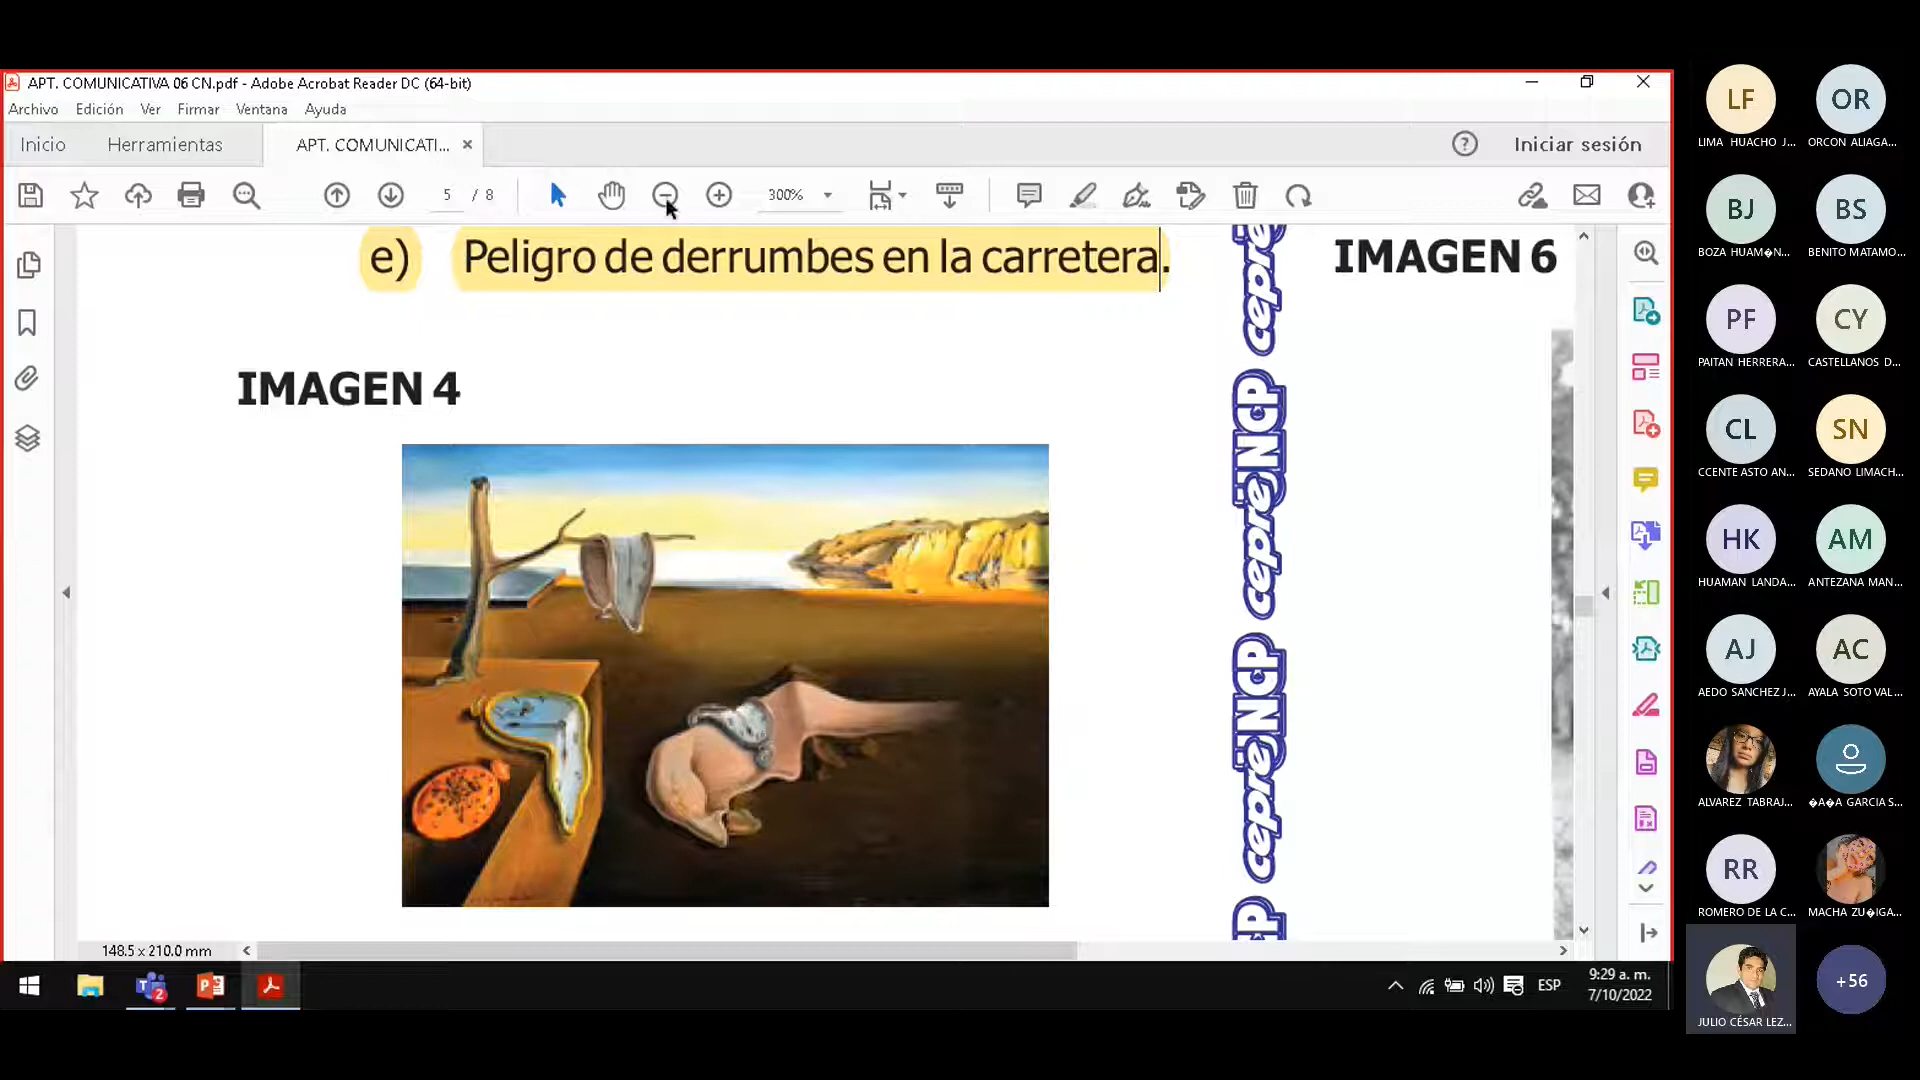 APT. COMUNICATIVA 06 CN.pdf - Adobe Acrobat Reader DC (64-bit)
Archivo Edición Ver Firmar Ventana Ayuda
Inicio Herramientas APT. COMUNICATI... Iniciar sesión
5 / 8 300%
e) Peligro de derrumbes en la carretera.
IMAGEN 6
IMAGEN 4
cepre
cepreÜNCP
cepreÜNCP
CP
148.5 x 210.0 mm
ESP
9:29 a. m.
7/10/2022
LF OR
LIMA HUACHO J... ORCON ALIAGA...
BJ BS
BOZA HUAM�N... BENITO MATAMO...
PF CY
PAITAN HERRERA... CASTELLANOS D...
CL SN
CCENTE ASTO AN... SEDANO LIMACH...
HK AM
HUAMAN LANDA... ANTEZANA MAN...
AJ AC
AEDO SANCHEZ J... AYALA SOTO VAL...
ALVAREZ TABRAJ... �A�A GARCIA S...
RR
ROMERO DE LA C... MACHA ZU�IGA...
+56
JULIO CÉSAR LEZ...